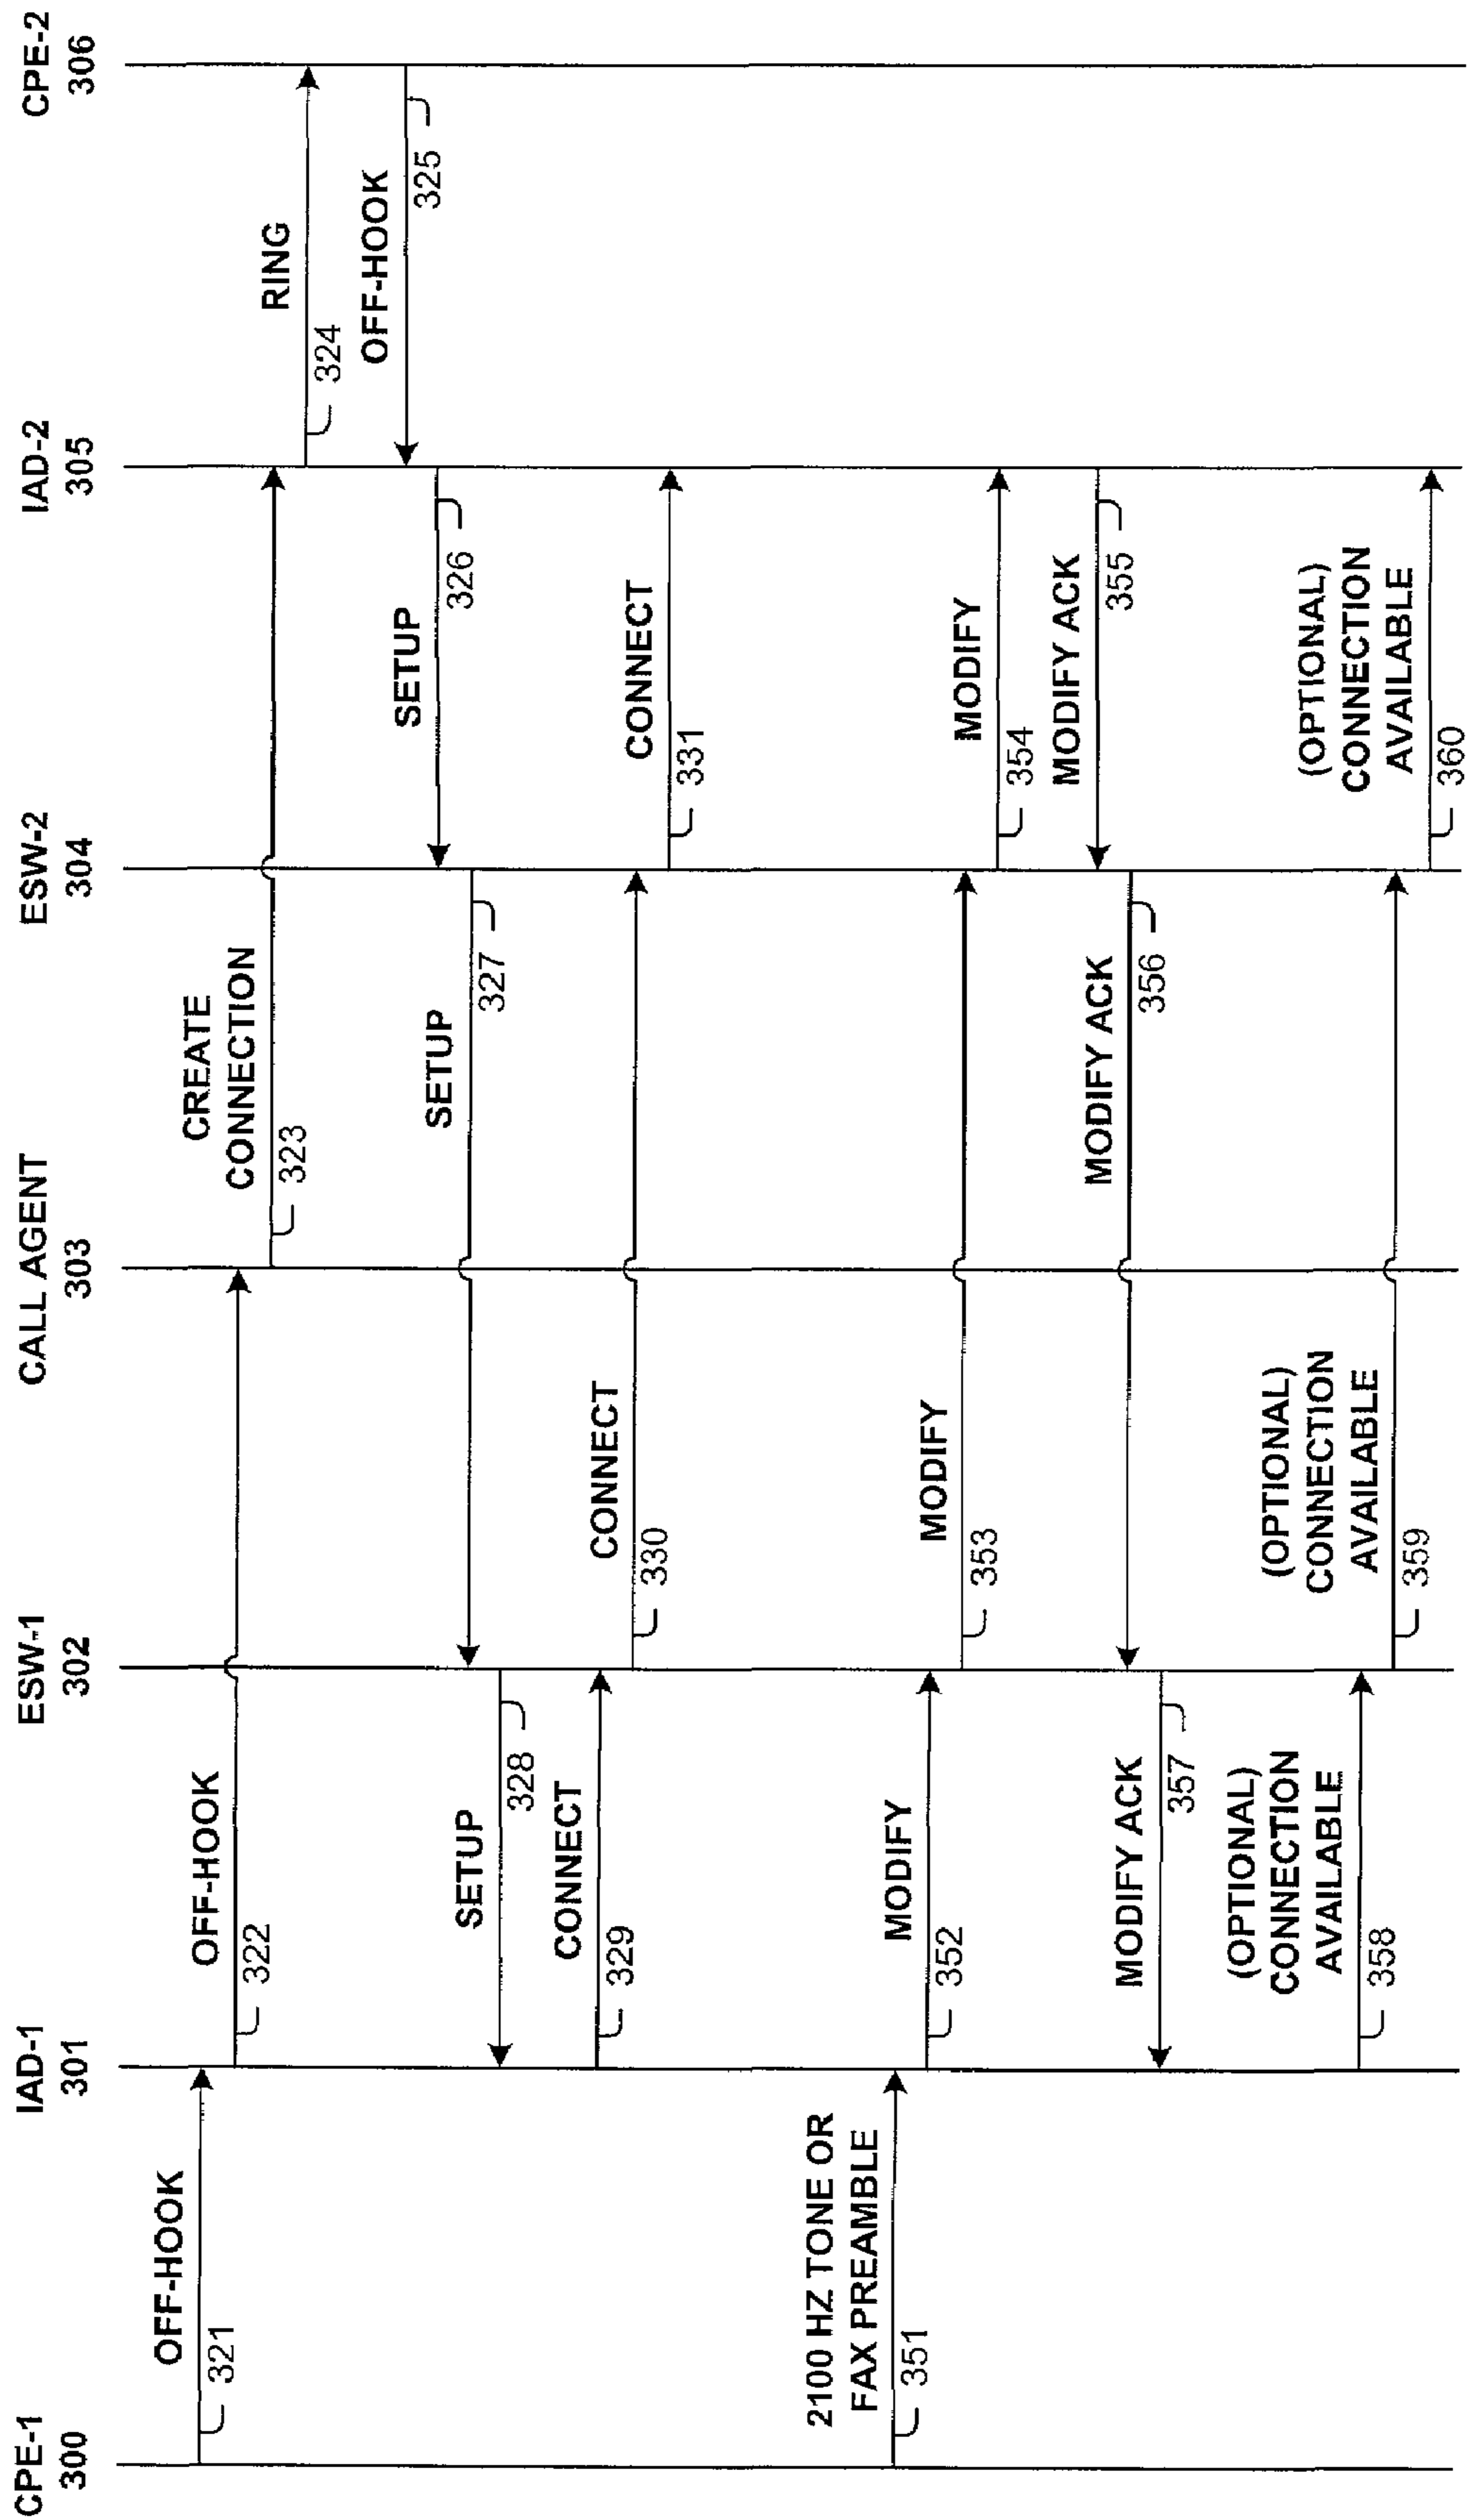 CPE-1
300
IAD-1
301
ESW-1
302
CALL AGENT
303
ESW-2
304
IAD-2
305
CPE-2
306
OFF-HOOK
321
OFF-HOOK
322
CREATE
CONNECTION
323
RING
324
OFF-HOOK
325
SETUP
326
SETUP
327
SETUP
328
CONNECT
329
CONNECT
330
CONNECT
331
2100 HZ TONE OR
FAX PREAMBLE
351
MODIFY
352
MODIFY
353
MODIFY
354
MODIFY ACK
355
MODIFY ACK
356
MODIFY ACK
357
(OPTIONAL)
CONNECTION
AVAILABLE
358
(OPTIONAL)
CONNECTION
AVAILABLE
359
(OPTIONAL)
CONNECTION
AVAILABLE
360